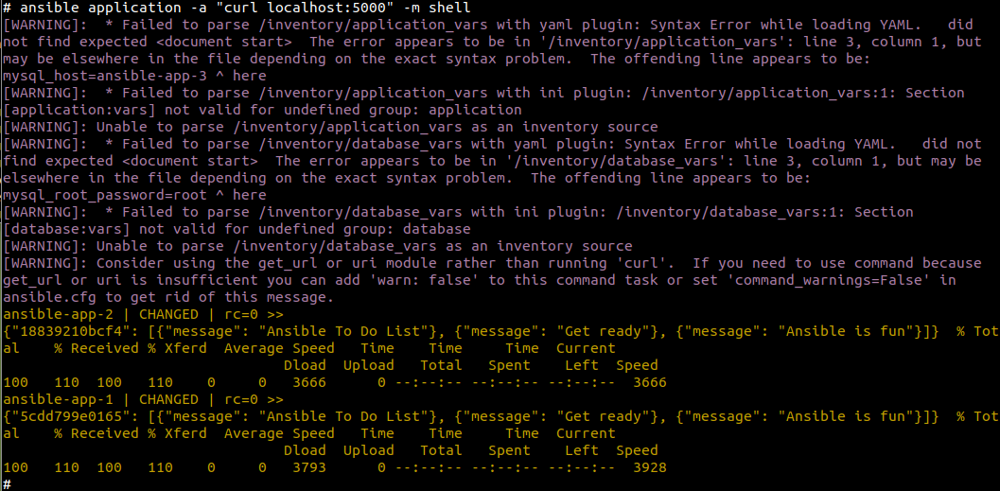 # ansible application -a "curl localhost:5000" -m shell
[WARNING]:  * Failed to parse /inventory/application_vars with yaml plugin: Syntax Error while loading YAML.   did
not find expected <document start>  The error appears to be in '/inventory/application_vars': line 3, column 1, but
may be elsewhere in the file depending on the exact syntax problem.  The offending line appears to be:
mysql_host=ansible-app-3 ^ here
[WARNING]:  * Failed to parse /inventory/application_vars with ini plugin: /inventory/application_vars:1: Section
[application:vars] not valid for undefined group: application
[WARNING]: Unable to parse /inventory/application_vars as an inventory source
[WARNING]:  * Failed to parse /inventory/database_vars with yaml plugin: Syntax Error while loading YAML.   did not
find expected <document start>  The error appears to be in '/inventory/database_vars': line 3, column 1, but may be
elsewhere in the file depending on the exact syntax problem.  The offending line appears to be:
mysql_root_password=root ^ here
[WARNING]:  * Failed to parse /inventory/database_vars with ini plugin: /inventory/database_vars:1: Section
[database:vars] not valid for undefined group: database
[WARNING]: Unable to parse /inventory/database_vars as an inventory source
[WARNING]: Consider using the get_url or uri module rather than running 'curl'.  If you need to use command because
get_url or uri is insufficient you can add 'warn: false' to this command task or set 'command_warnings=False' in
ansible.cfg to get rid of this message.
ansible-app-2 | CHANGED | rc=0 >>
{"18839210bcf4": [{"message": "Ansible To Do List"}, {"message": "Get ready"}, {"message": "Ansible is fun"}]}  % Tot
al    % Received % Xferd  Average Speed   Time    Time     Time  Current
                                 Dload  Upload   Total   Spent    Left  Speed
100   110  100   110    0     0   3666      0 --:--:-- --:--:-- --:--:--  3666
ansible-app-1 | CHANGED | rc=0 >>
{"5cdd799e0165": [{"message": "Ansible To Do List"}, {"message": "Get ready"}, {"message": "Ansible is fun"}]}  % Tot
al    % Received % Xferd  Average Speed   Time    Time     Time  Current
                                 Dload  Upload   Total   Spent    Left  Speed
100   110  100   110    0     0   3793      0 --:--:-- --:--:-- --:--:--  3928
#